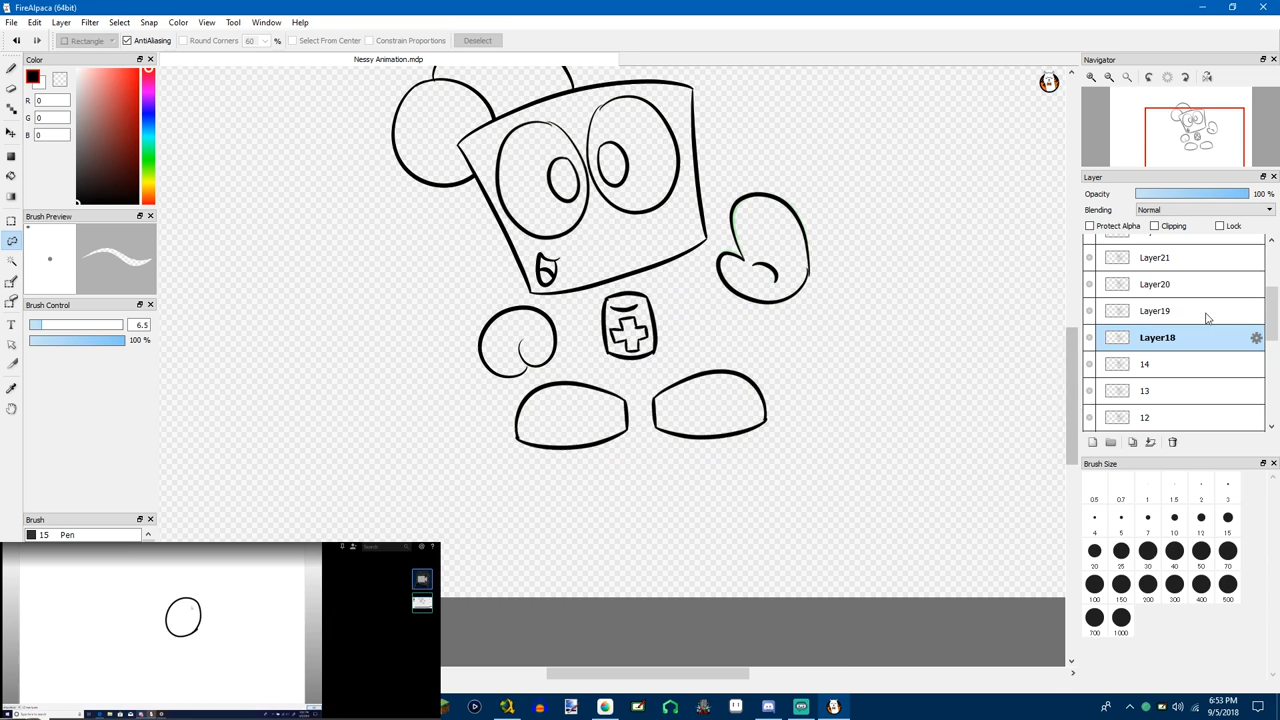 FireAlpaca (64bit)
File Edit Layer Filter Select Snap Color View Tool Window Help
Rectangle AntiAliasing Round Corners 60 % Select From Center Constrain Proportions Deselect
Nessy Animation.mdp
Color
R 0
G 0
B 0
Brush Preview
Brush Control
6.5
100 %
Brush
15 Pen
Search
Navigator
Layer
Opacity 100 %
Blending Normal
Protect Alpha Clipping Lock
Layer21
Layer20
Layer19
Layer18
14
13
12
Brush Size
0.5 0.7 1 1.5 2 3
4 5 7 10 12 15
20 25 30 40 50 70
100 150 200 300 400 500
700 1000
6:53 PM
9/5/2018